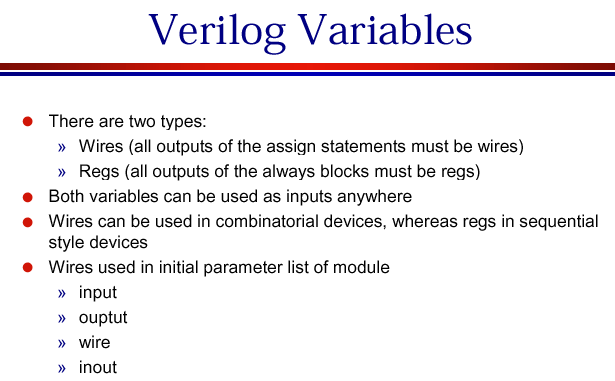 Verilog Variables
There are two types:
» Wires (all outputs of the assign statements must be wires)
» Regs (all outputs of the always blocks must be regs)
Both variables can be used as inputs anywhere
Wires can be used in combinatorial devices, whereas regs in sequential
style devices
Wires used in initial parameter list of module
» input
» ouptut
» wire
» inout